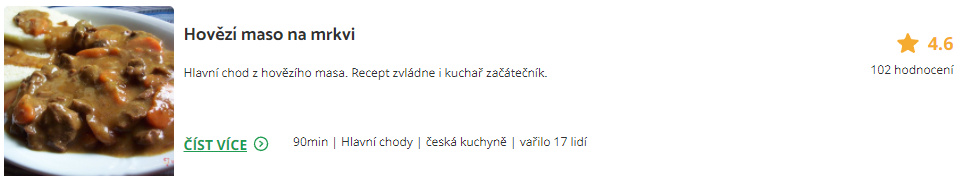 Hovězí maso na mrkvi
4.6
102 hodnocení
Hlavní chod z hovězího masa. Recept zvládne i kuchař začátečník.
ČÍST VÍCE
90min | Hlavní chody | česká kuchyně | vařilo 17 lidí